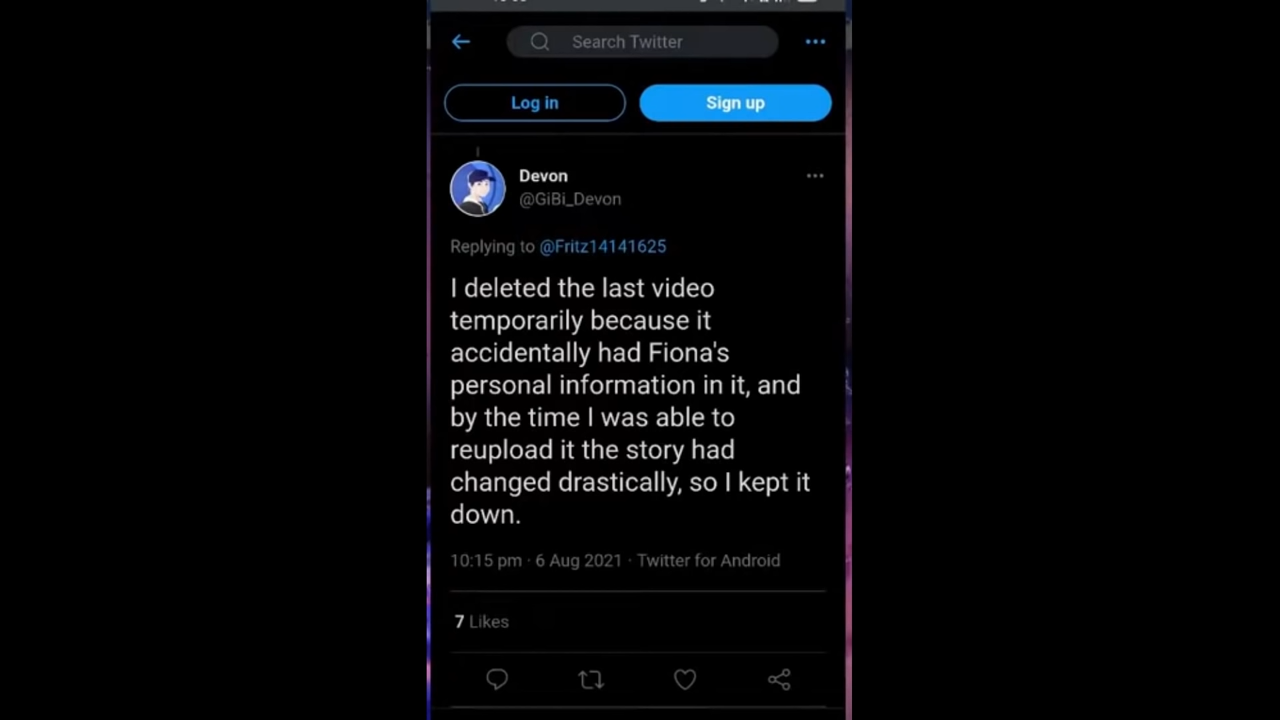 Search Twitter
Log in
Sign up
Devon
@GiBi_Devon
Replying to @Fritz14141625
I deleted the last video
temporarily because it
accidentally had Fiona's
personal information in it, and
by the time I was able to
reupload it the story had
changed drastically, so I kept it
down.
10:15 pm · 6 Aug 2021 · Twitter for Android
7 Likes